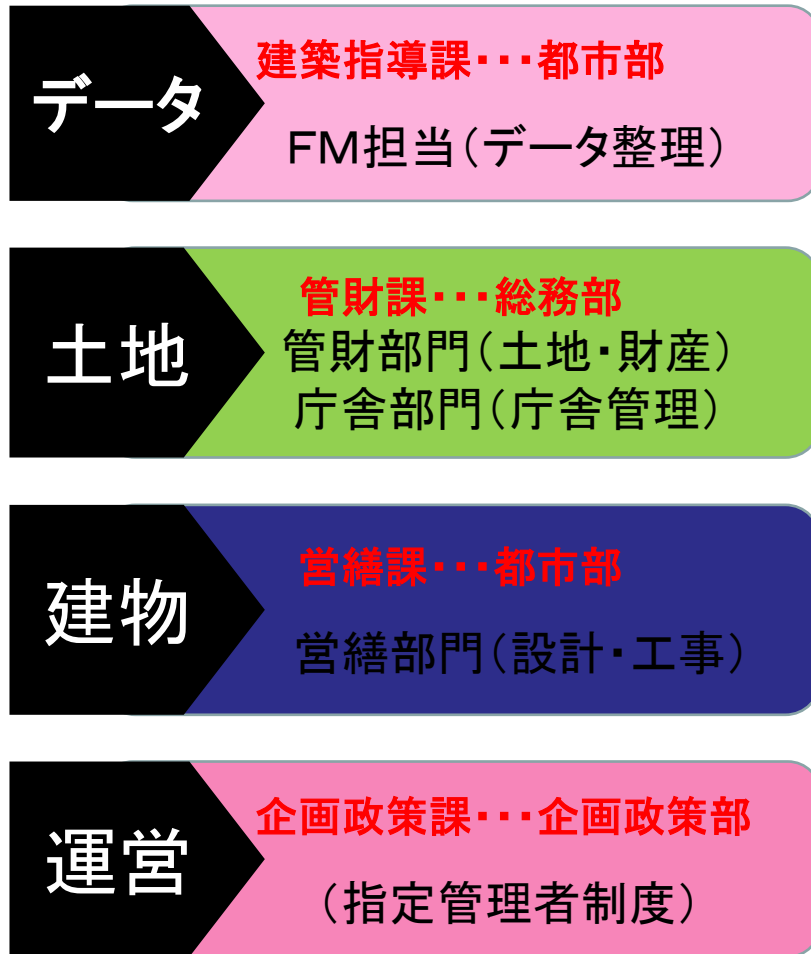 データ
建築指導課・・・都市部
FM担当(データ整理)
土地
管財課・・・総務部
管財部門(土地・財産)
庁舎部門(庁舎管理)
建物
営繕課・・・都市部
営繕部門(設計・工事)
運営
企画政策課・・・企画政策部
(指定管理者制度)